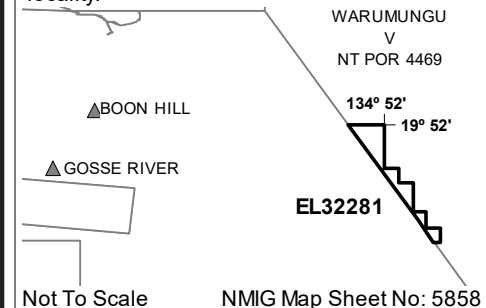 locality.
WARUMUNGU
V
NT POR 4469
134º 52'
19º 52'
BOON HILL
GOSSE RIVER
EL32281
Not To Scale
NMIG Map Sheet No: 5858